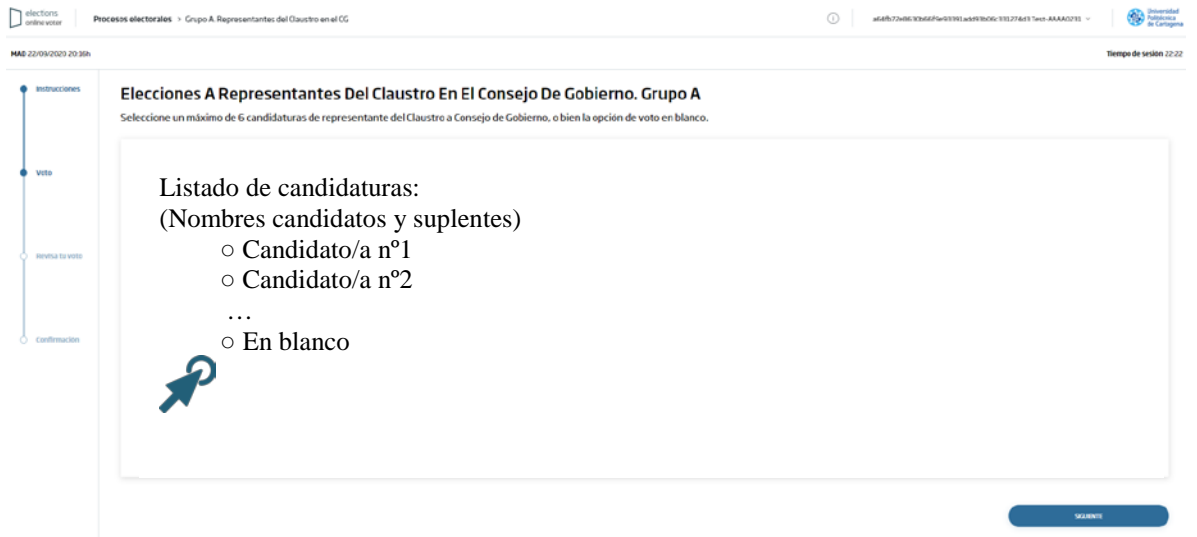 elections
online voter
Procesos electorales > Grupo A. Representantes del Claustro en el CG
Test-AAAA0231
Universidad
Politécnica
de Cartagena
MAD 22/09/2020 20:36h
Tiempo de sesión 22:22
Instrucciones
Elecciones A Representantes Del Claustro En El Consejo De Gobierno. Grupo A
Seleccione un máximo de 6 candidaturas de representante del Claustro a Consejo de Gobierno, o bien la opción de voto en blanco.
Voto
Listado de candidaturas:
(Nombres candidatos y suplentes)
○ Candidato/a nº1
○ Candidato/a nº2
…
○ En blanco
Revisa tu voto
Confirmación
SIGUIENTE